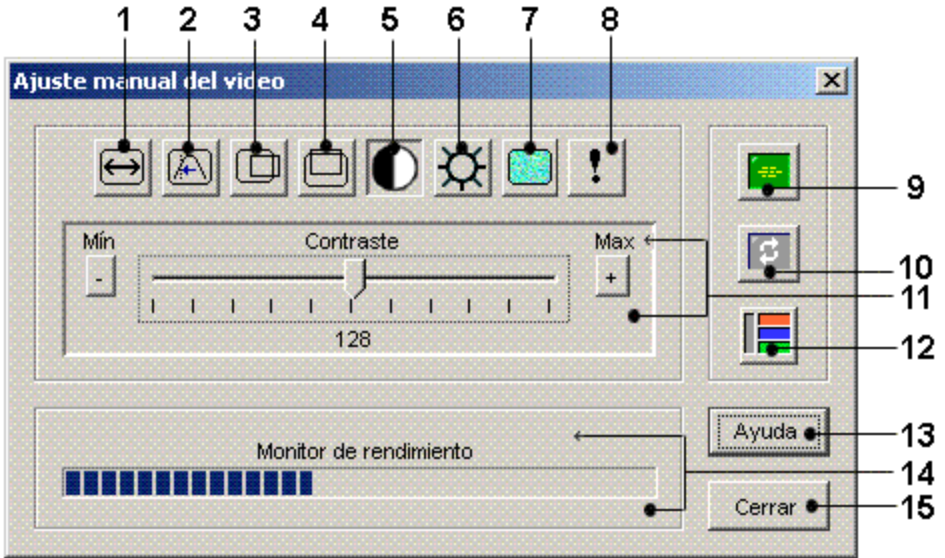 1 2 3 4 5 6 7 8
Ajuste manual del video
9
Mín Contraste Max
- +
10
11
128
12
Ayuda
13
Monitor de rendimiento
14
Cerrar
15